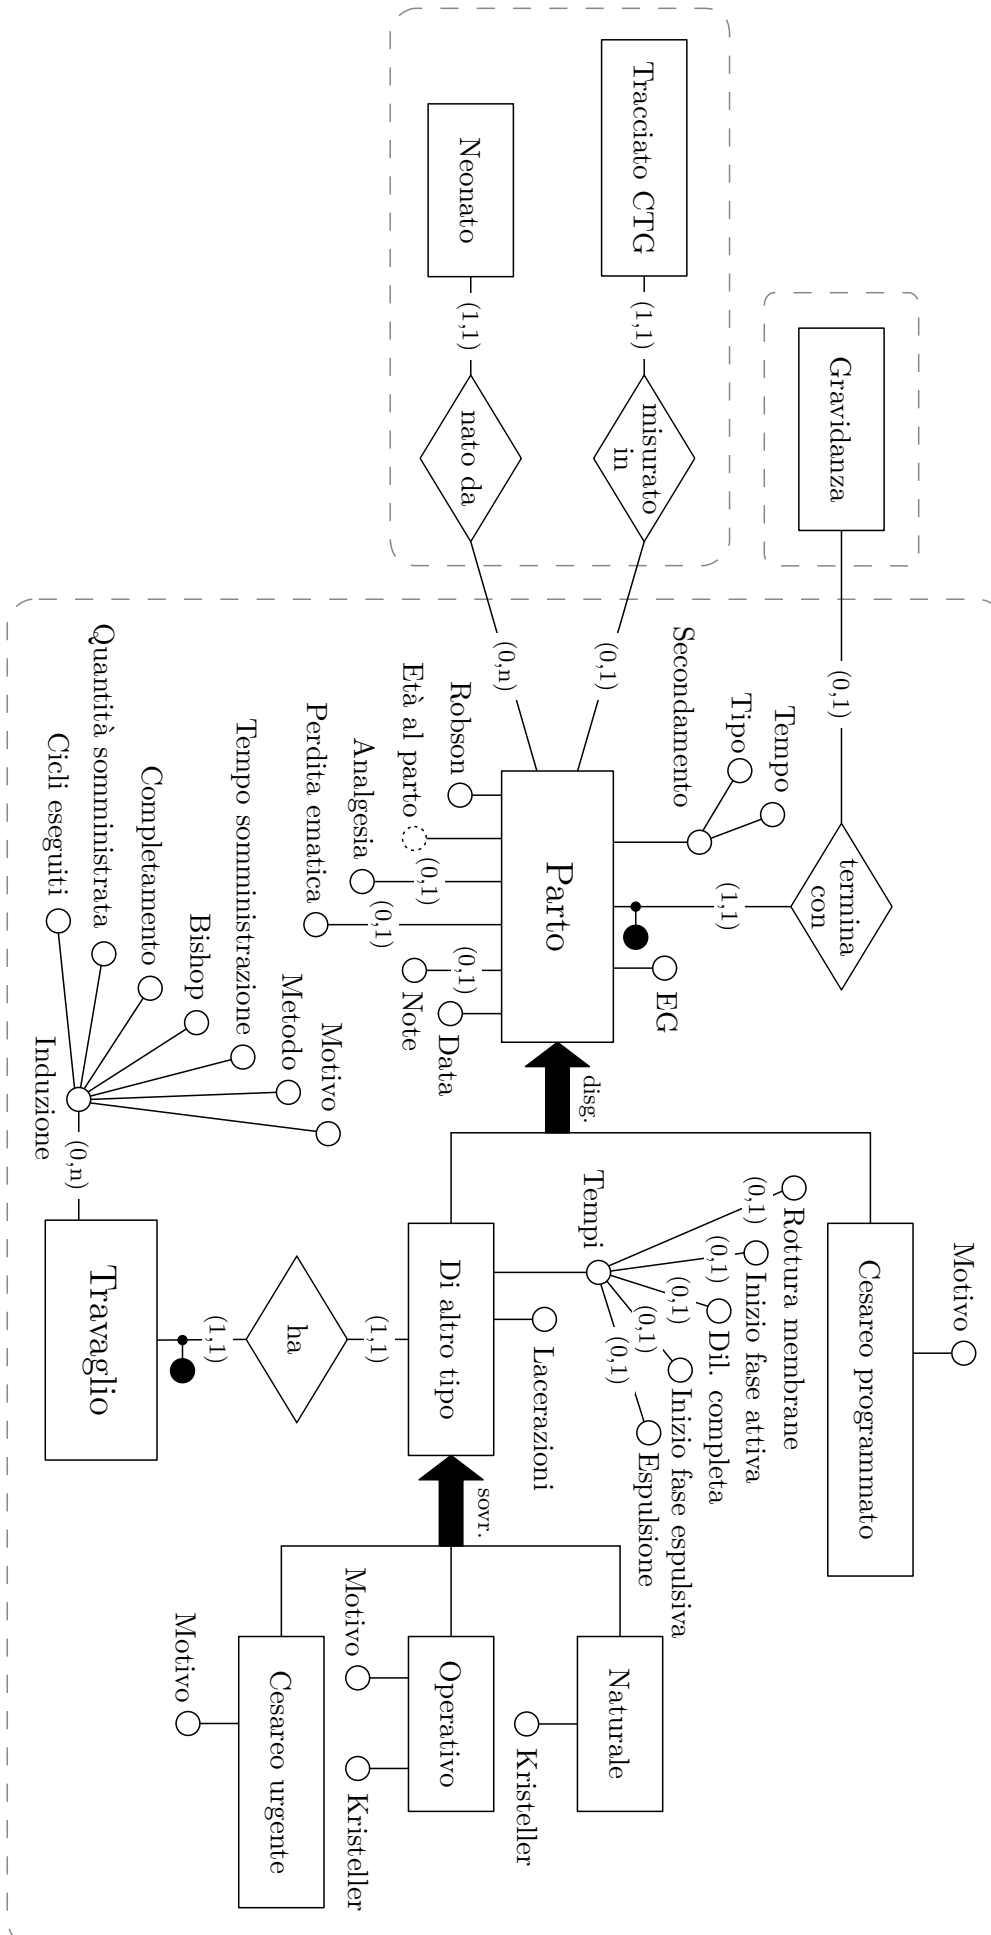 Tracciato CTG
Neonato
Gravidanza
(1,1)
(1,1)
misurato
in
nato da
(0,1)
(0,1)
(0,n)
termina
con
(1,1)
Secondamento
Tipo
Tempo
EG
Parto
Robson
Età al parto
Analgesia
(0,1)
Perdita ematica
(0,1)
Note
(0,1)
Data
disg.
Cesareo programmato
Motivo
Tempi
Rottura membrane
(0,1)
Inizio fase attiva
(0,1)
Dil. completa
(0,1)
Inizio fase espulsiva
(0,1)
Espulsione
(0,1)
Lacerazioni
Di altro tipo
(1,1)
ha
(1,1)
Travaglio
(0,n)
Induzione
Motivo
Metodo
Tempo somministrazione
Bishop
Completamento
Quantità somministrata
Cicli eseguiti
sovr.
Naturale
Kristeller
Operativo
Motivo
Kristeller
Cesareo urgente
Motivo